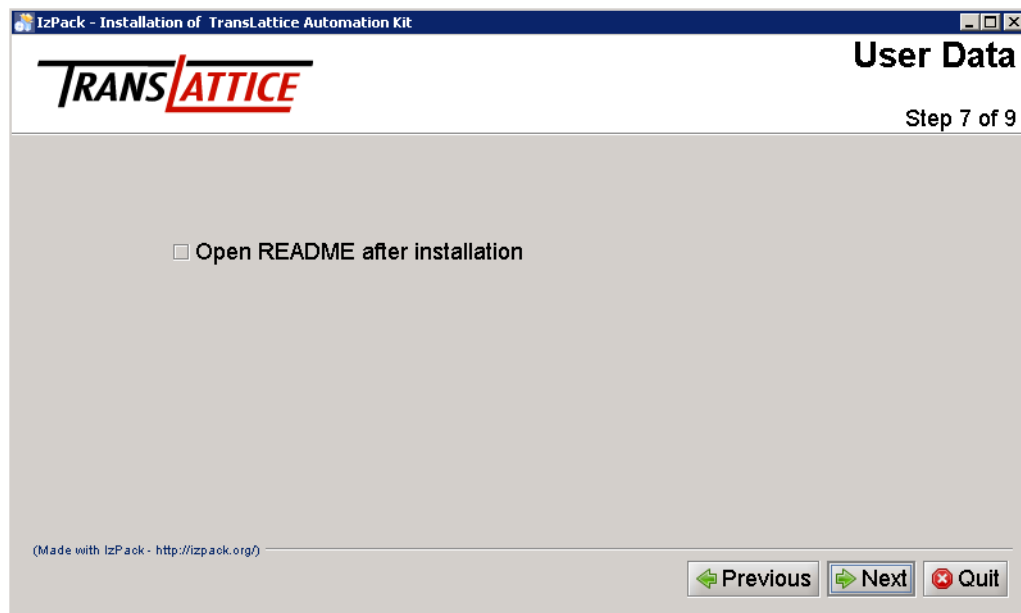 IzPack - Installation of TransLattice Automation Kit
TRANSLATTICE
User Data
Step 7 of 9
Open README after installation
(Made with IzPack - http://izpack.org/)
Previous Next Quit